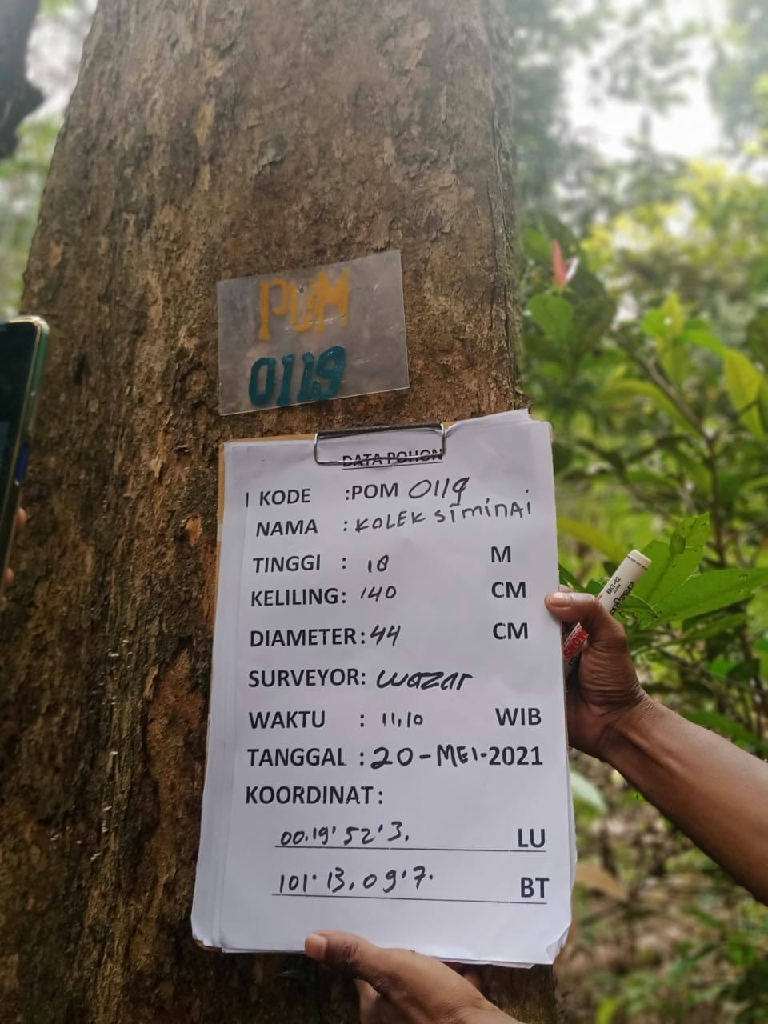 PUM
0119
DATA POHON
KODE :POM 0119
NAMA : KOLEK SIMINAI
TINGGI : 18 M
KELILING: 140 CM
DIAMETER: 44 CM
SURVEYOR: wazar
WAKTU : 11,10 WIB
TANGGAL : 20-MEI-2021
KOORDINAT:
00.19'52'3. LU
101.13.09'7. BT